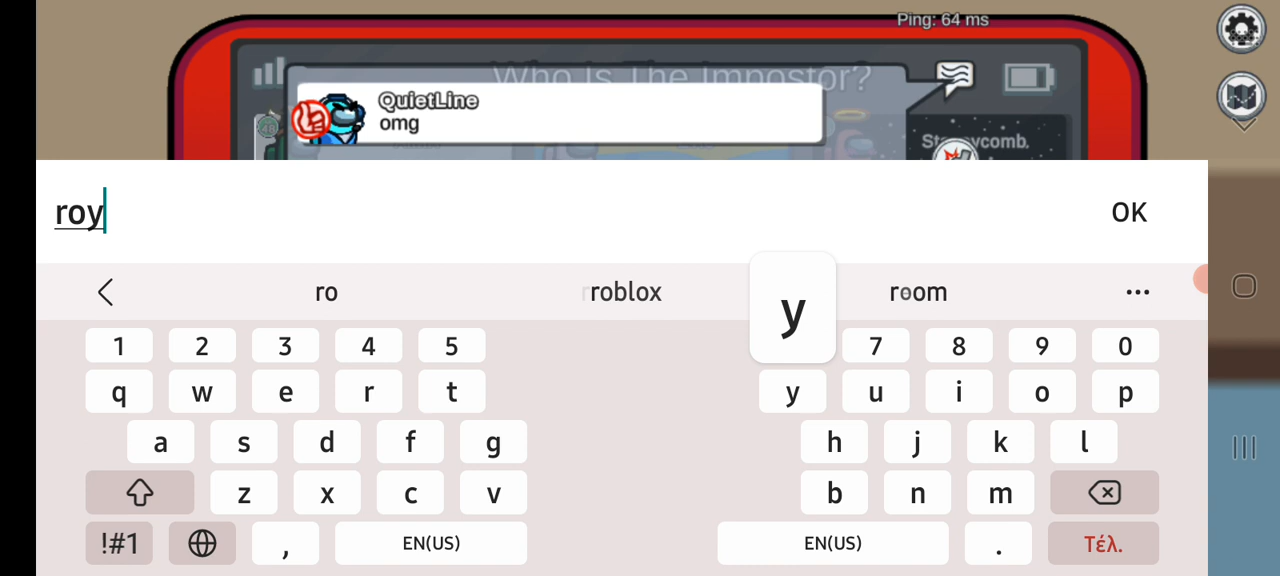 Ping: 64 ms
Who Is The Impostor?
QuietLine
omg
roy
OK
ro
roblox
room
...
y
1 2 3 4 5 7 8 9 0
q w e r t y u i o p
a s d f g h j k l
z x c v b n m
!#1 , EN(US) EN(US) . Τέλ.